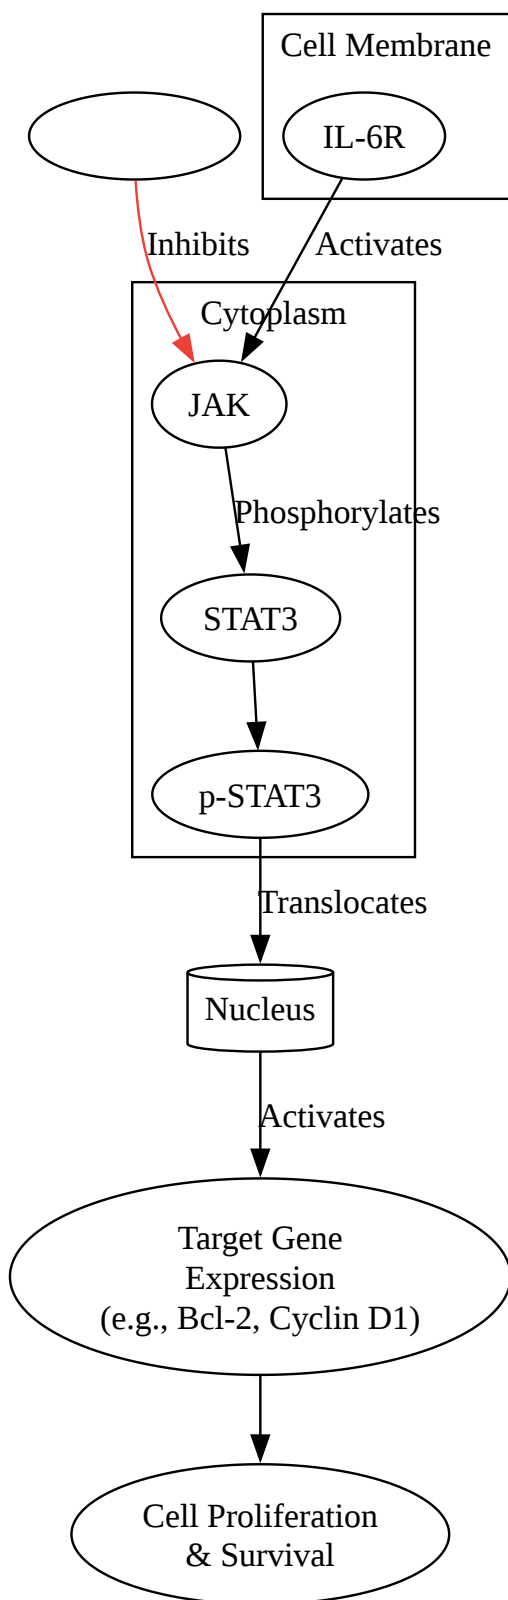 Cell Membrane
IL-6R
Inhibits
Activates
Cytoplasm
JAK
Phosphorylates
STAT3
p-STAT3
Translocates
Nucleus
Activates
Target Gene
Expression
(e.g., Bcl-2, Cyclin D1)
Cell Proliferation
& Survival